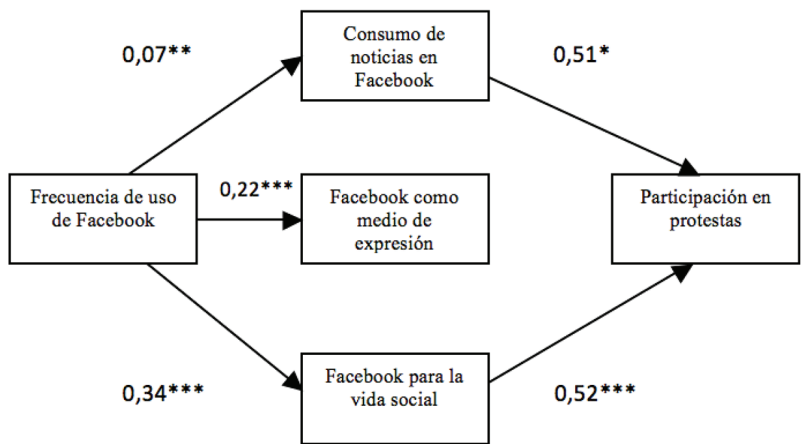 0,07**
Consumo de
noticias en
Facebook
0,51*
Frecuencia de uso
de Facebook
0,22***
Facebook como
medio de
expresión
Participación en
protestas
0,34***
Facebook para la
vida social
0,52***